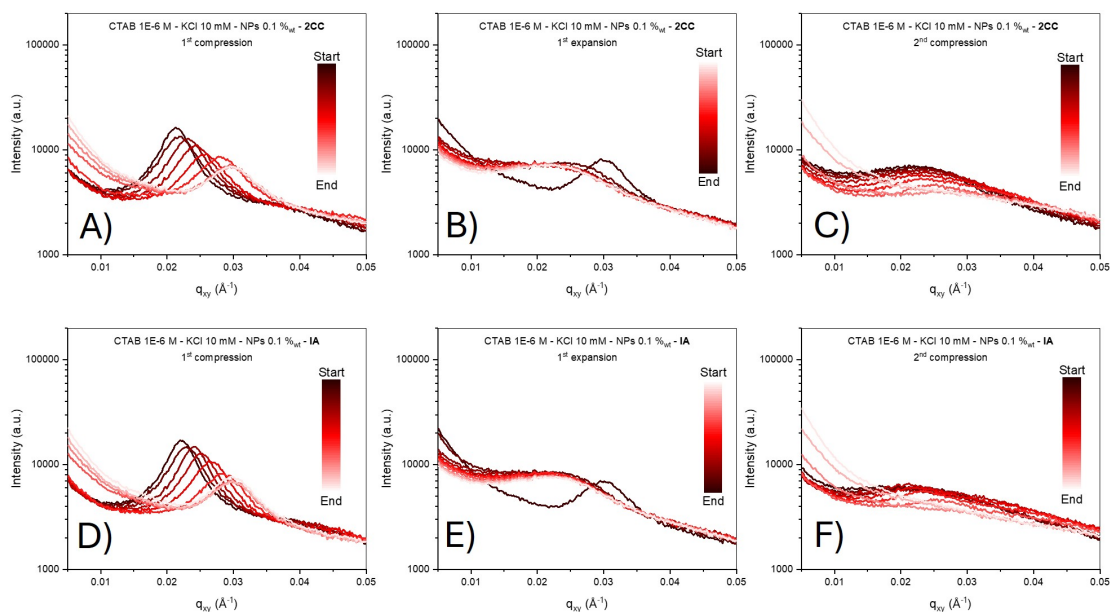 CTAB 1E-6 M - KCl 10 mM - NPs 0.1 %wt - 2CC
1st compression
100000
10000
1000
Intensity (a.u.)
Start
End
A)
0.01 0.02 0.03 0.04 0.05
qxy (Å-1)
CTAB 1E-6 M - KCl 10 mM - NPs 0.1 %wt - 2CC
1st expansion
100000
10000
1000
Intensity (a.u.)
Start
End
B)
0.01 0.02 0.03 0.04 0.05
qxy (Å-1)
CTAB 1E-6 M - KCl 10 mM - NPs 0.1 %wt - 2CC
2nd compression
100000
10000
1000
Intensity (a.u.)
Start
End
C)
0.01 0.02 0.03 0.04 0.05
qxy (Å-1)
CTAB 1E-6 M - KCl 10 mM - NPs 0.1 %wt - IA
1st compression
100000
10000
1000
Intensity (a.u.)
Start
End
D)
0.01 0.02 0.03 0.04 0.05
qxy (Å-1)
CTAB 1E-6 M - KCl 10 mM - NPs 0.1 %wt - IA
1st expansion
100000
10000
1000
Intensity (a.u.)
Start
End
E)
0.01 0.02 0.03 0.04 0.05
qxy (Å-1)
CTAB 1E-6 M - KCl 10 mM - NPs 0.1 %wt - IA
2nd compression
100000
10000
1000
Intensity (a.u.)
Start
End
F)
0.01 0.02 0.03 0.04 0.05
qxy (Å-1)